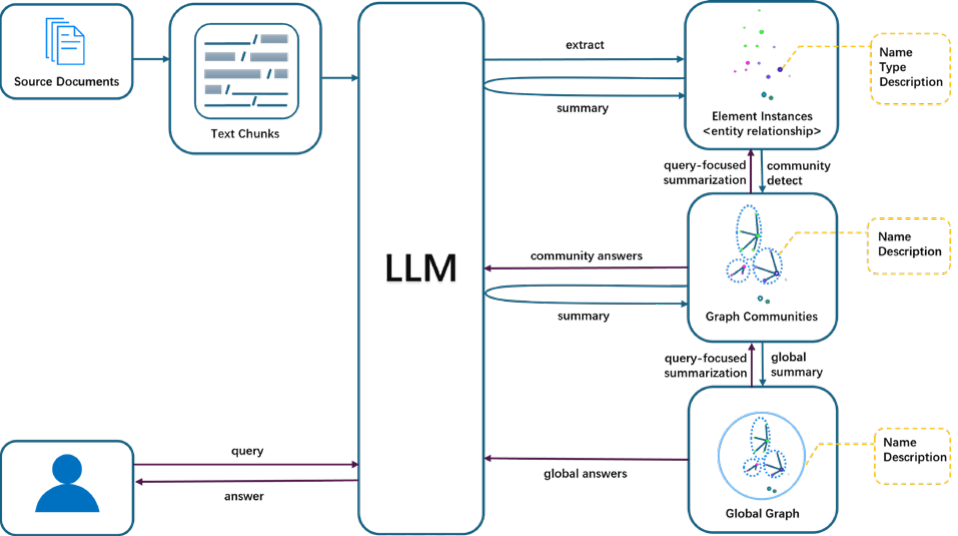 Source Documents
Text Chunks
LLM
extract
summary
Element Instances
<entity relationship>
Name
Type
Description
query-focused
summarization
community
detect
community answers
summary
Graph Communities
Name
Description
query-focused
summarization
global
summary
query
answer
global answers
Global Graph
Name
Description